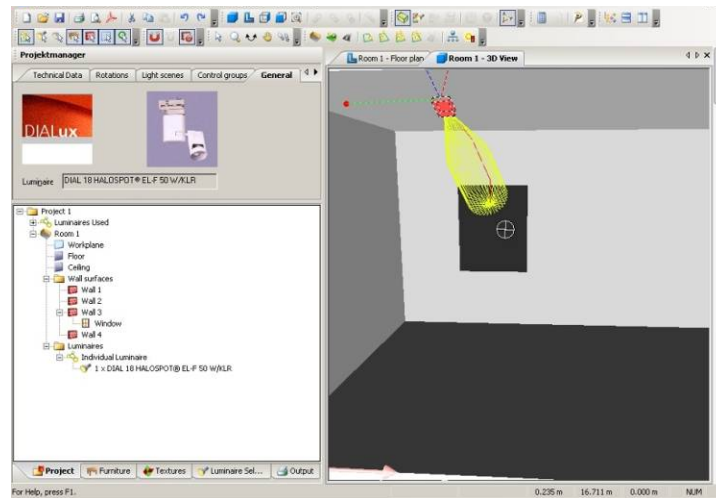 Projektmanager
Technical Data
Rotations
Light scenes
Control groups
General
DIALux
Luminaire
DIAL 18 HALOSPOT® EL-F 50 W/KLR
Project 1
Luminaires Used
Room 1
Workplane
Floor
Ceiling
Wall surfaces
Wall 1
Wall 2
Wall 3
Window
Wall 4
Luminaires
Individual Luminaire
1 x DIAL 18 HALOSPOT® EL-F 50 W/KLR
Project
Furniture
Textures
Luminaire Sel...
Output
Room 1 - Floor plan
Room 1 - 3D View
For Help, press F1.
0.235 m
16.711 m
0.000 m
NUM